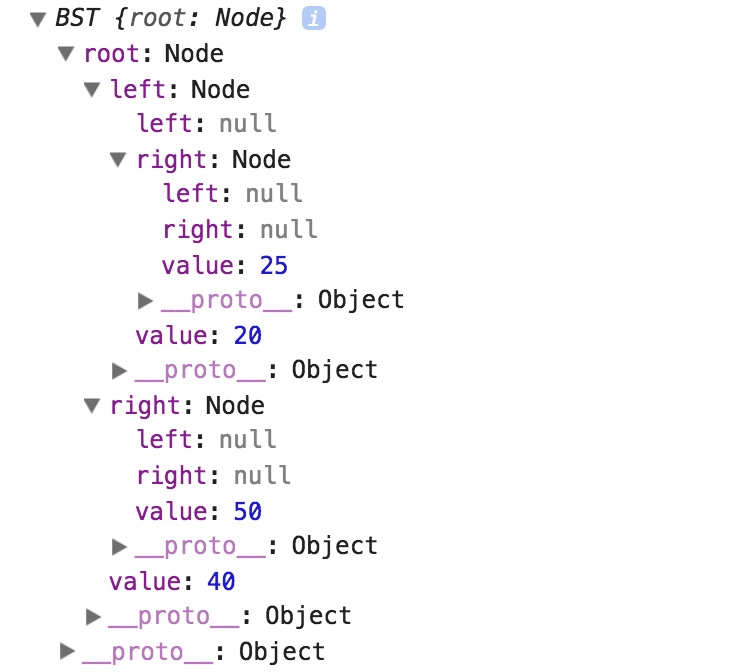 ▼ BST {root: Node} i
▼ root: Node
▼ left: Node
left: null
▼ right: Node
left: null
right: null
value: 25
▶ __proto__: Object
value: 20
▶ __proto__: Object
▼ right: Node
left: null
right: null
value: 50
▶ __proto__: Object
value: 40
▶ __proto__: Object
▶ __proto__: Object